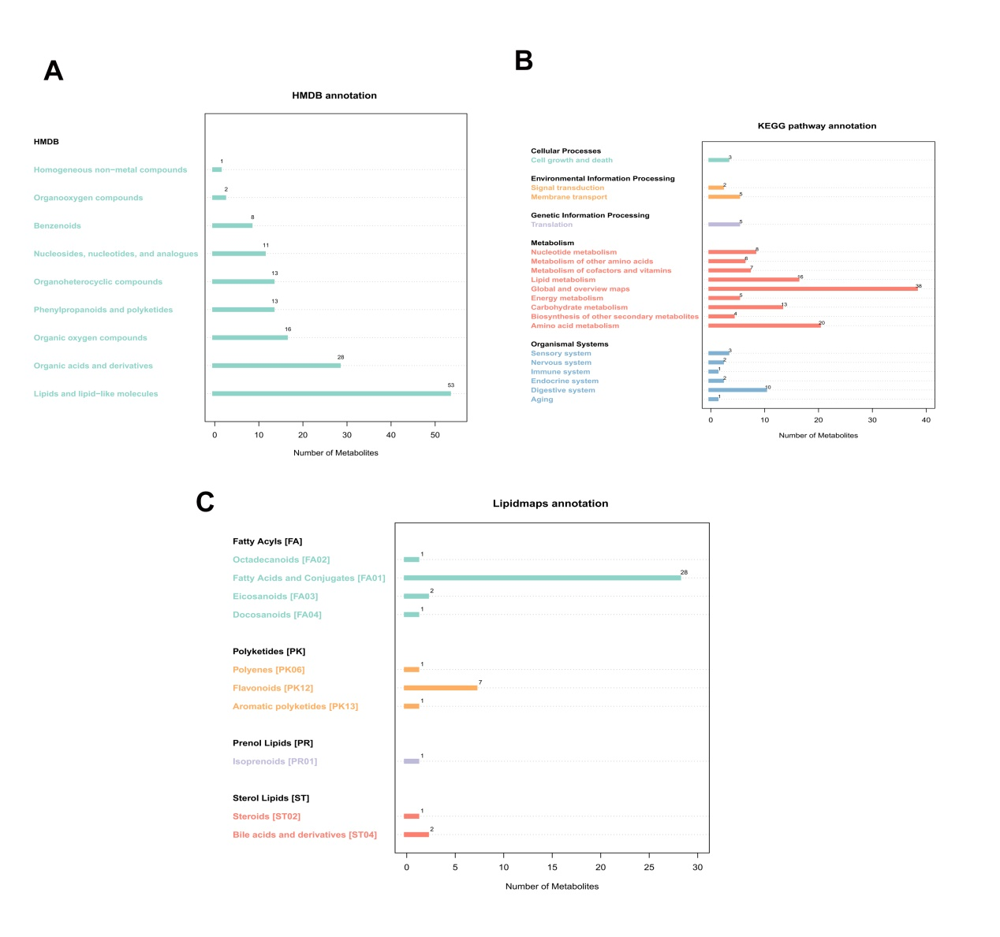 A
HMDB annotation
HMDB
Homogeneous non−metal compounds 1
Organooxygen compounds 2
Benzenoids 8
Nucleosides, nucleotides, and analogues 11
Organoheterocyclic compounds 13
Phenylpropanoids and polyketides 13
Organic oxygen compounds 16
Organic acids and derivatives 28
Lipids and lipid−like molecules 53
0 10 20 30 40 50
Number of Metabolites
B
KEGG pathway annotation
Cellular Processes
Cell growth and death 3
Environmental Information Processing
Signal transduction 2
Membrane transport 5
Genetic Information Processing
Translation 5
Metabolism
Nucleotide metabolism 8
Metabolism of other amino acids 6
Metabolism of cofactors and vitamins 7
Lipid metabolism 16
Global and overview maps 38
Energy metabolism 5
Carbohydrate metabolism 13
Biosynthesis of other secondary metabolites 4
Amino acid metabolism 20
Organismal Systems
Sensory system 3
Nervous system 2
Immune system 1
Endocrine system 2
Digestive system 10
Aging 1
0 10 20 30 40
Number of Metabolites
C
Lipidmaps annotation
Fatty Acyls [FA]
Octadecanoids [FA02] 1
Fatty Acids and Conjugates [FA01] 28
Eicosanoids [FA03] 2
Docosanoids [FA04] 1
Polyketides [PK]
Polyenes [PK06] 1
Flavonoids [PK12] 7
Aromatic polyketides [PK13] 1
Prenol Lipids [PR]
Isoprenoids [PR01] 1
Sterol Lipids [ST]
Steroids [ST02] 1
Bile acids and derivatives [ST04] 2
0 5 10 15 20 25 30
Number of Metabolites